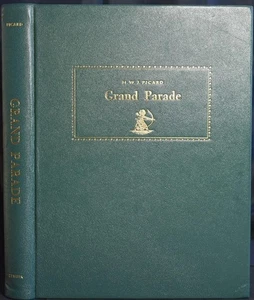 PICARD
GRAND PARADE
H. W. J. PICARD
Grand Parade